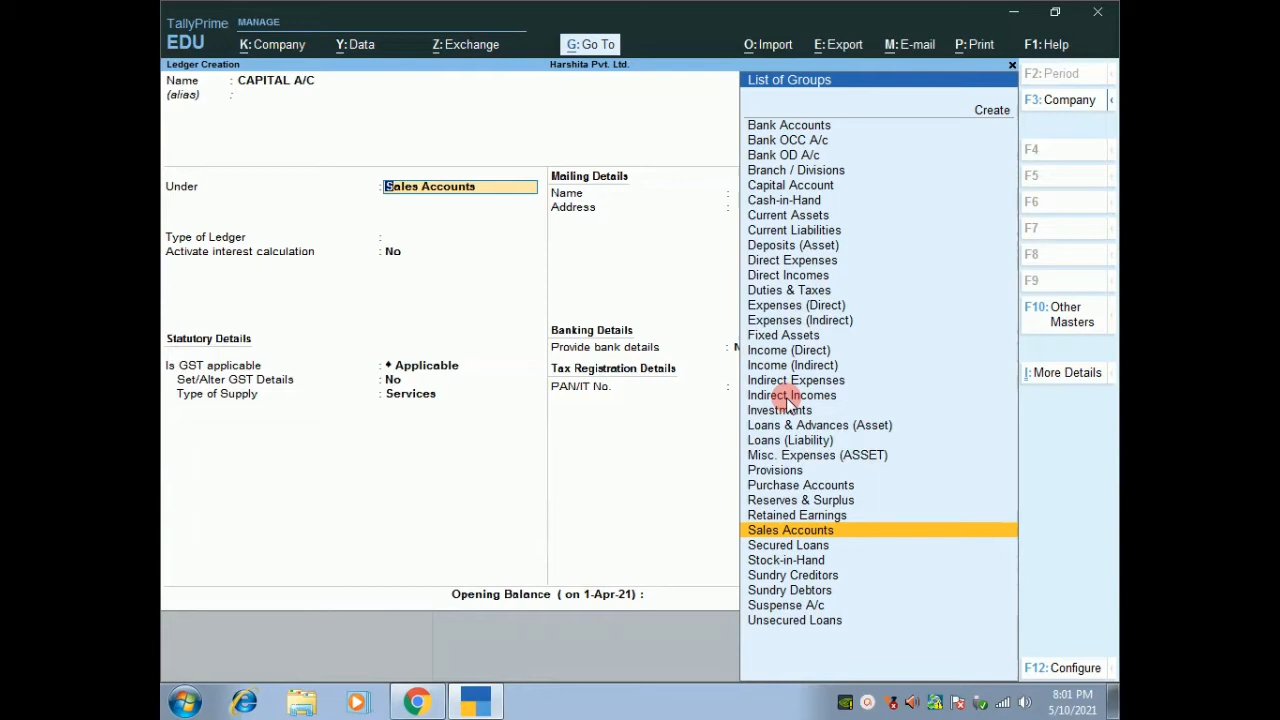 TallyPrime
MANAGE
EDU
K: Company
Y: Data
Z: Exchange
G: Go To
O: Import
E: Export
M: E-mail
P: Print
F1: Help
Ledger Creation
Harshita Pvt. Ltd.
Name : CAPITAL A/C
(alias) :
Under : Sales Accounts
Type of Ledger :
Activate interest calculation : No
Statutory Details
Is GST applicable : ♦ Applicable
Set/Alter GST Details : No
Type of Supply : Services
Mailing Details
Name :
Address :
Banking Details
Provide bank details :
Tax Registration Details
PAN/IT No. :
Opening Balance ( on 1-Apr-21) :
List of Groups
Create
Bank Accounts
Bank OCC A/c
Bank OD A/c
Branch / Divisions
Capital Account
Cash-in-Hand
Current Assets
Current Liabilities
Deposits (Asset)
Direct Expenses
Direct Incomes
Duties & Taxes
Expenses (Direct)
Expenses (Indirect)
Fixed Assets
Income (Direct)
Income (Indirect)
Indirect Expenses
Indirect Incomes
Investments
Loans & Advances (Asset)
Loans (Liability)
Misc. Expenses (ASSET)
Provisions
Purchase Accounts
Reserves & Surplus
Retained Earnings
Sales Accounts
Secured Loans
Stock-in-Hand
Sundry Creditors
Sundry Debtors
Suspense A/c
Unsecured Loans
F2: Period
F3: Company
F4
F5
F6
F7
F8
F9
F10: Other
Masters
I: More Details
F12: Configure
8:01 PM
5/10/2021